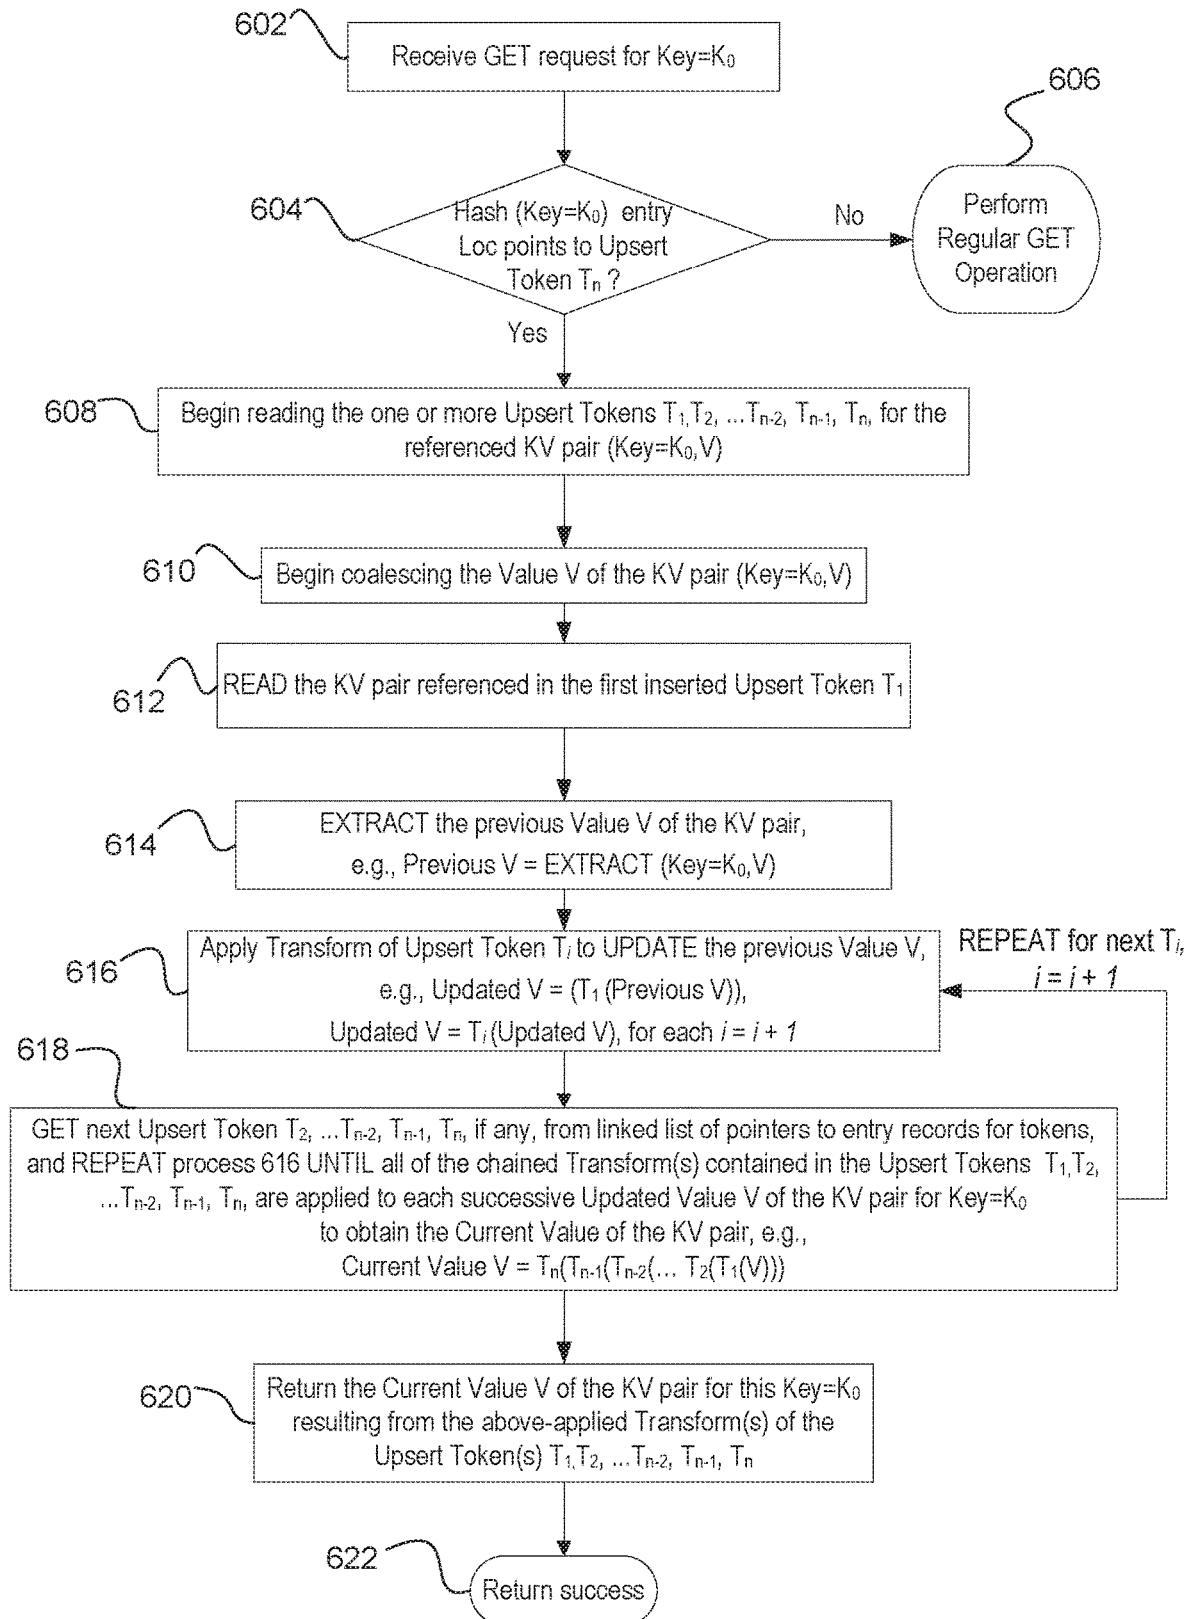 602
Receive GET request for Key=K₀
606
604
Hash (Key=K₀) entry
Loc points to Upsert
Token Tₙ ?
No
Perform
Regular GET
Operation
Yes
608
Begin reading the one or more Upsert Tokens T₁,T₂, ...Tₙ₋₂, Tₙ₋₁, Tₙ, for the
referenced KV pair (Key=K₀,V)
610
Begin coalescing the Value V of the KV pair (Key=K₀,V)
612
READ the KV pair referenced in the first inserted Upsert Token T₁
614
EXTRACT the previous Value V of the KV pair,
e.g., Previous V = EXTRACT (Key=K₀,V)
616
Apply Transform of Upsert Token Tᵢ to UPDATE the previous Value V,
e.g., Updated V = (T₁ (Previous V)),
Updated V = Tᵢ (Updated V), for each i = i + 1
REPEAT for next Tᵢ,
i = i + 1
618
GET next Upsert Token T₂, ...Tₙ₋₂, Tₙ₋₁, Tₙ, if any, from linked list of pointers to entry records for tokens,
and REPEAT process 616 UNTIL all of the chained Transform(s) contained in the Upsert Tokens T₁,T₂,
...Tₙ₋₂, Tₙ₋₁, Tₙ, are applied to each successive Updated Value V of the KV pair for Key=K₀
to obtain the Current Value of the KV pair, e.g.,
Current Value V = Tₙ(Tₙ₋₁(Tₙ₋₂(... T₂(T₁(V)))
620
Return the Current Value V of the KV pair for this Key=K₀
resulting from the above-applied Transform(s) of the
Upsert Token(s) T₁,T₂, ...Tₙ₋₂, Tₙ₋₁, Tₙ
622
Return success